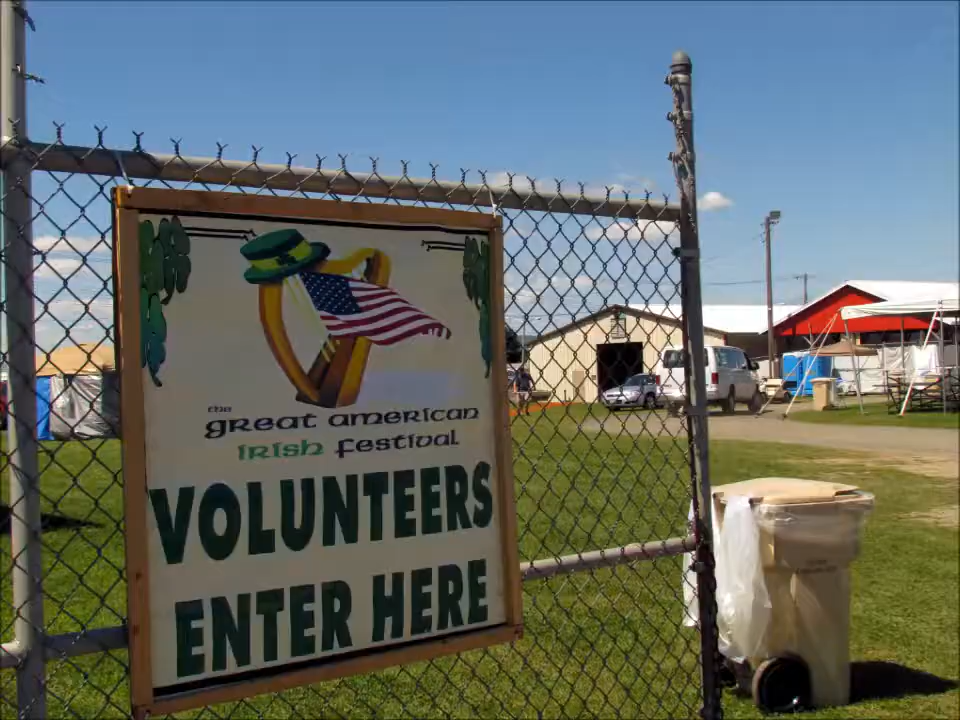 the
great american
irish festival
VOLUNTEERS
ENTER HERE